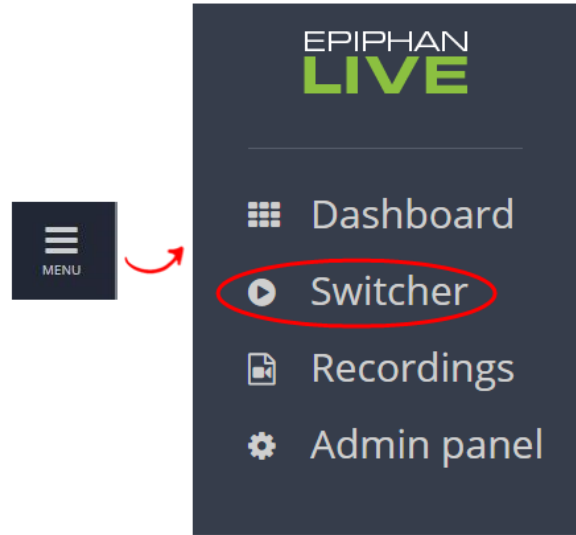 MENU
EPIPHAN
LIVE
Dashboard
Switcher
Recordings
Admin panel